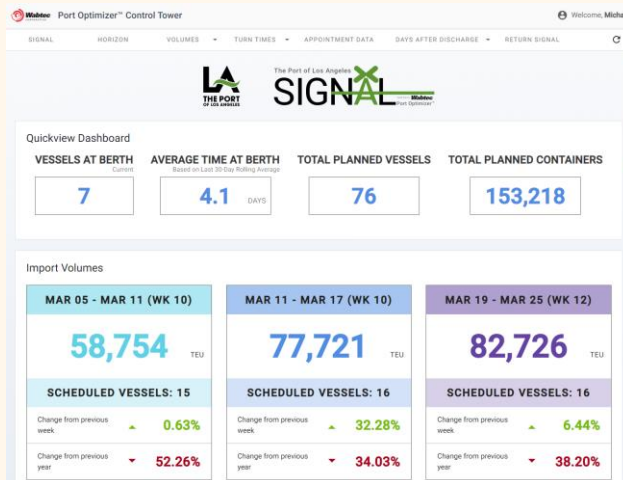 Wabtec Port Optimizer™ Control Tower
Welcome, Micha
SIGNAL HORIZON VOLUMES TURN TIMES APPOINTMENT DATA DAYS AFTER DISCHARGE RETURN SIGNAL
LA
THE PORT
OF LOS ANGELES
The Port of Los Angeles
SIGNAL
Wabtec
Port Optimizer™
Quickview Dashboard
VESSELS AT BERTH
Current
7
AVERAGE TIME AT BERTH
Based on Last 30-Day Rolling Average
4.1 DAYS
TOTAL PLANNED VESSELS
76
TOTAL PLANNED CONTAINERS
153,218
Import Volumes
MAR 05 - MAR 11 (WK 10)
58,754 TEU
SCHEDULED VESSELS: 15
Change from previous
week
0.63%
Change from previous
year
52.26%
MAR 11 - MAR 17 (WK 10)
77,721 TEU
SCHEDULED VESSELS: 16
Change from previous
week
32.28%
Change from previous
year
34.03%
MAR 19 - MAR 25 (WK 12)
82,726 TEU
SCHEDULED VESSELS: 16
Change from previous
week
6.44%
Change from previous
year
38.20%